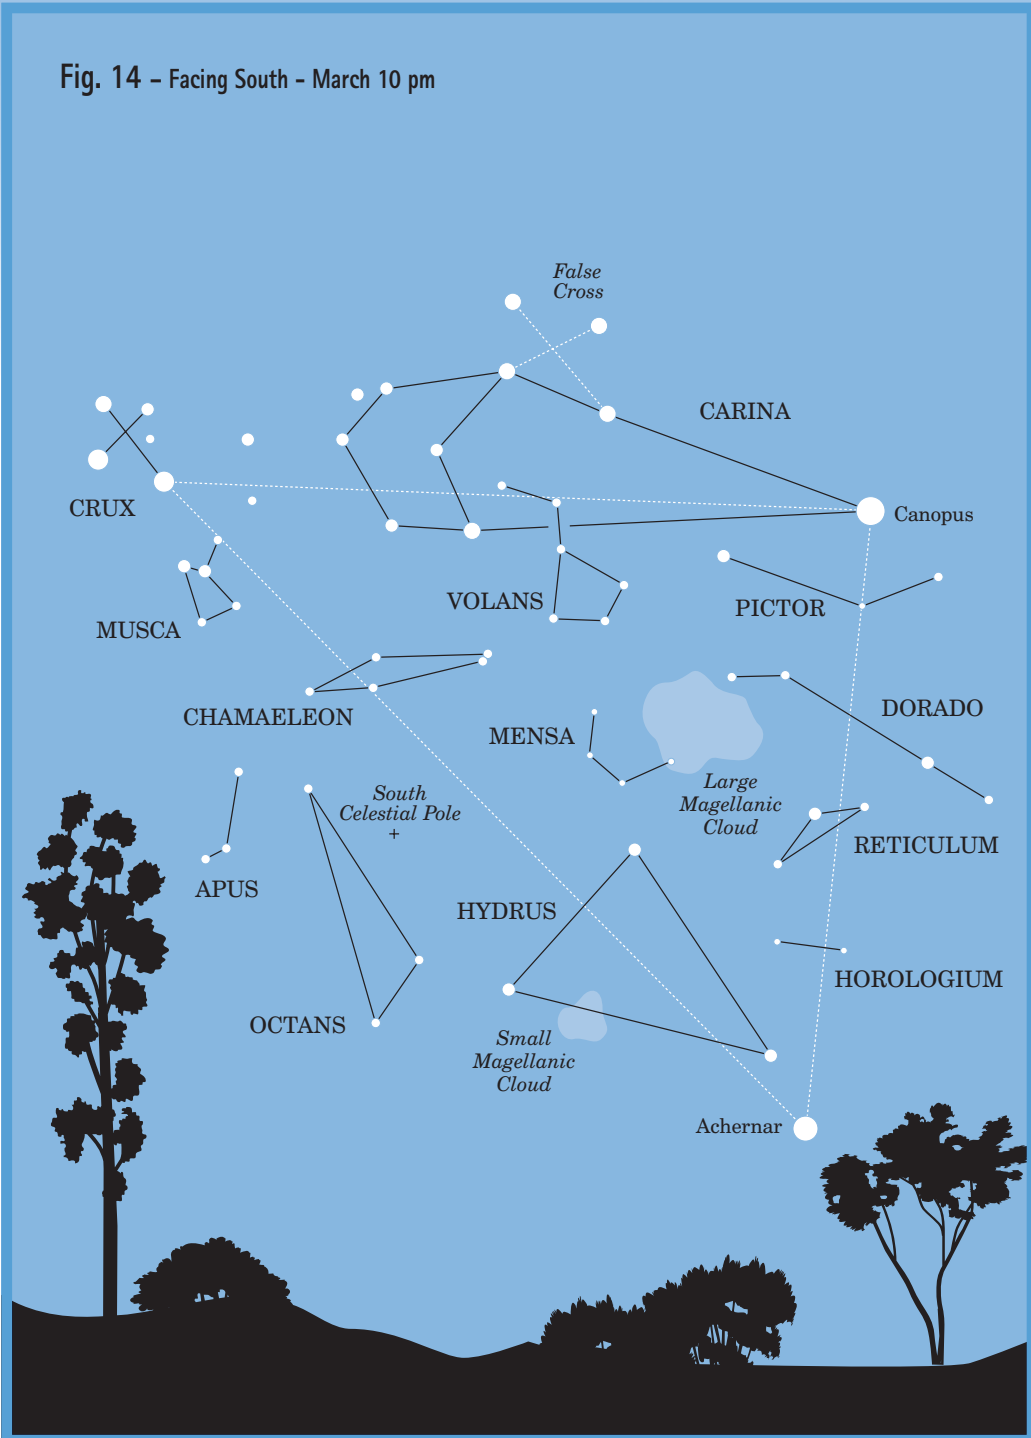 Fig. 14 – Facing South - March 10 pm
False
Cross
CARINA
CRUX
Canopus
VOLANS
PICTOR
MUSCA
CHAMAELEON
DORADO
MENSA
Large
Magellanic
Cloud
South
Celestial Pole
+
RETICULUM
APUS
HYDRUS
HOROLOGIUM
OCTANS
Small
Magellanic
Cloud
Achernar